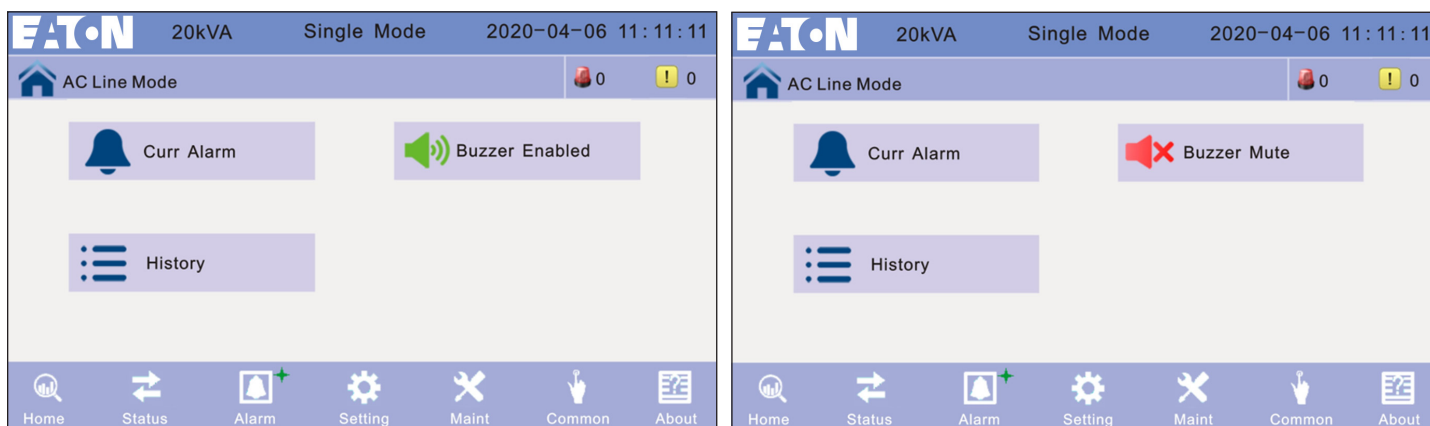 EATON 20kVA Single Mode 2020-04-06 11:11:11
AC Line Mode 0 ! 0
Curr Alarm Buzzer Enabled
History
Home Status Alarm Setting Maint Common About
EATON 20kVA Single Mode 2020-04-06 11:11:11
AC Line Mode 0 ! 0
Curr Alarm Buzzer Mute
History
Home Status Alarm Setting Maint Common About